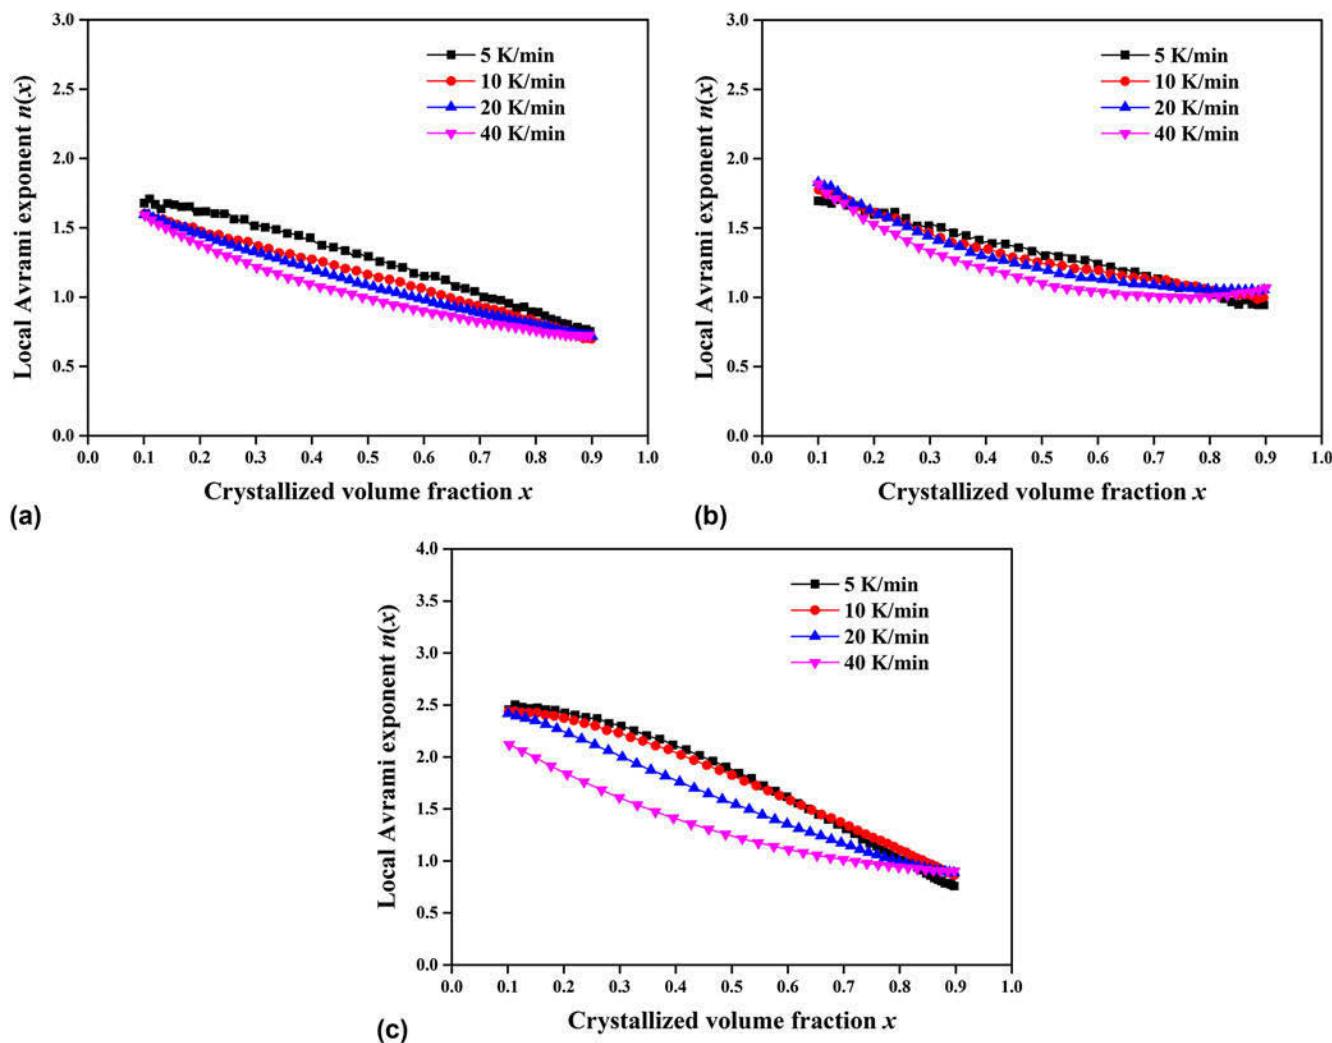 3.0
2.5
2.0
1.5
1.0
0.5
0.0
Local Avrami exponent n(x)
5 K/min
10 K/min
20 K/min
40 K/min
0.0 0.1 0.2 0.3 0.4 0.5 0.6 0.7 0.8 0.9 1.0
Crystallized volume fraction x
(a)
3.0
2.5
2.0
1.5
1.0
0.5
0.0
Local Avrami exponent n(x)
5 K/min
10 K/min
20 K/min
40 K/min
0.0 0.1 0.2 0.3 0.4 0.5 0.6 0.7 0.8 0.9 1.0
Crystallized volume fraction x
(b)
4.0
3.5
3.0
2.5
2.0
1.5
1.0
0.5
0.0
Local Avrami exponent n(x)
5 K/min
10 K/min
20 K/min
40 K/min
0.0 0.1 0.2 0.3 0.4 0.5 0.6 0.7 0.8 0.9 1.0
Crystallized volume fraction x
(c)